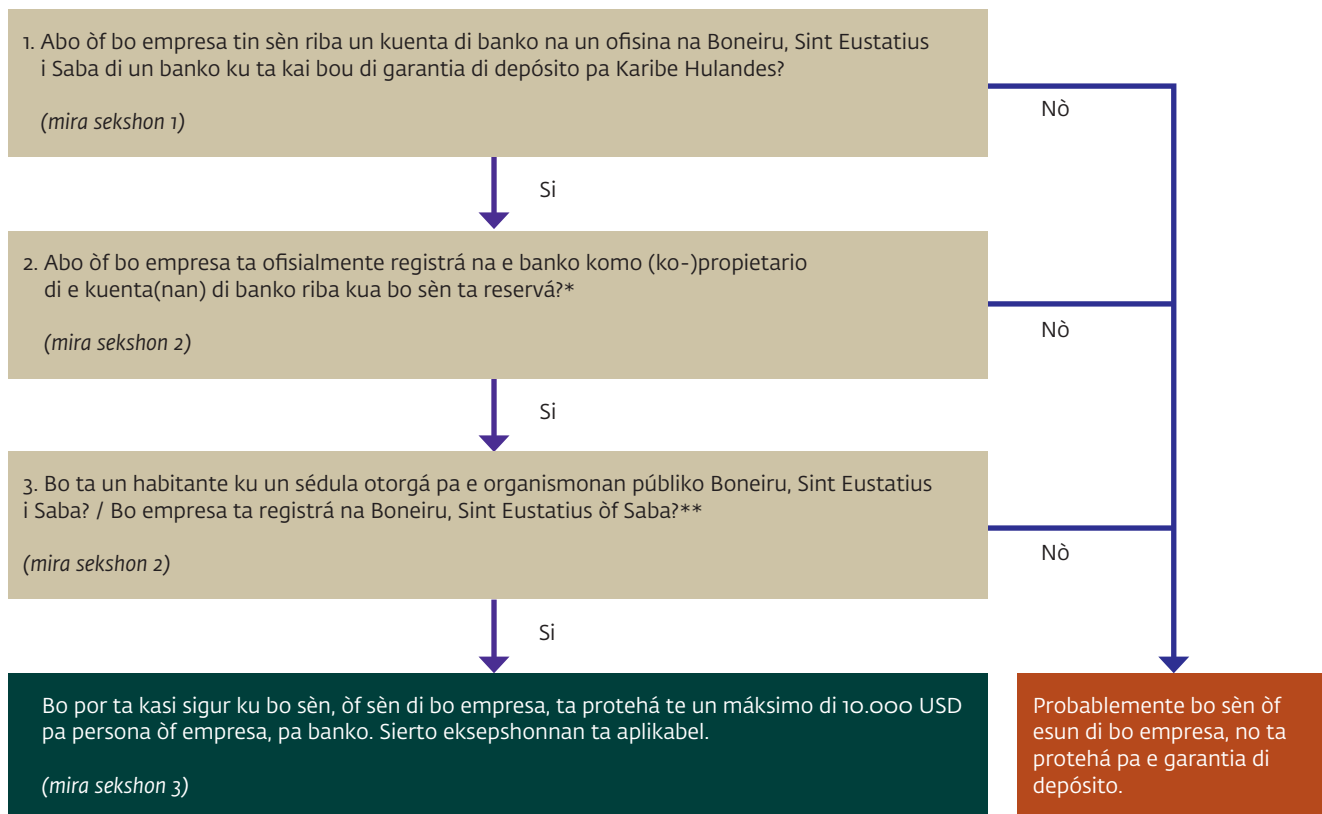 1. Abo òf bo empresa tin sèn riba un kuenta di banko na un ofisina na Boneiru, Sint Eustatius
i Saba di un banko ku ta kai bou di garantia di depósito pa Karibe Hulandes?
(mira sekshon 1)
Nò
Si
2. Abo òf bo empresa ta ofisialmente registrá na e banko komo (ko-)propietario
di e kuenta(nan) di banko riba kua bo sèn ta reservá?*
(mira sekshon 2)
Nò
Si
3. Bo ta un habitante ku un sédula otorgá pa e organismonan públiko Boneiru, Sint Eustatius
i Saba? / Bo empresa ta registrá na Boneiru, Sint Eustatius òf Saba?**
(mira sekshon 2)
Nò
Si
Bo por ta kasi sigur ku bo sèn, òf sèn di bo empresa, ta protehá te un máksimo di 10.000 USD
pa persona òf empresa, pa banko. Sierto eksepshonnan ta aplikabel.
(mira sekshon 3)
Probablemente bo sèn òf
esun di bo empresa, no ta
protehá pa e garantia di
depósito.